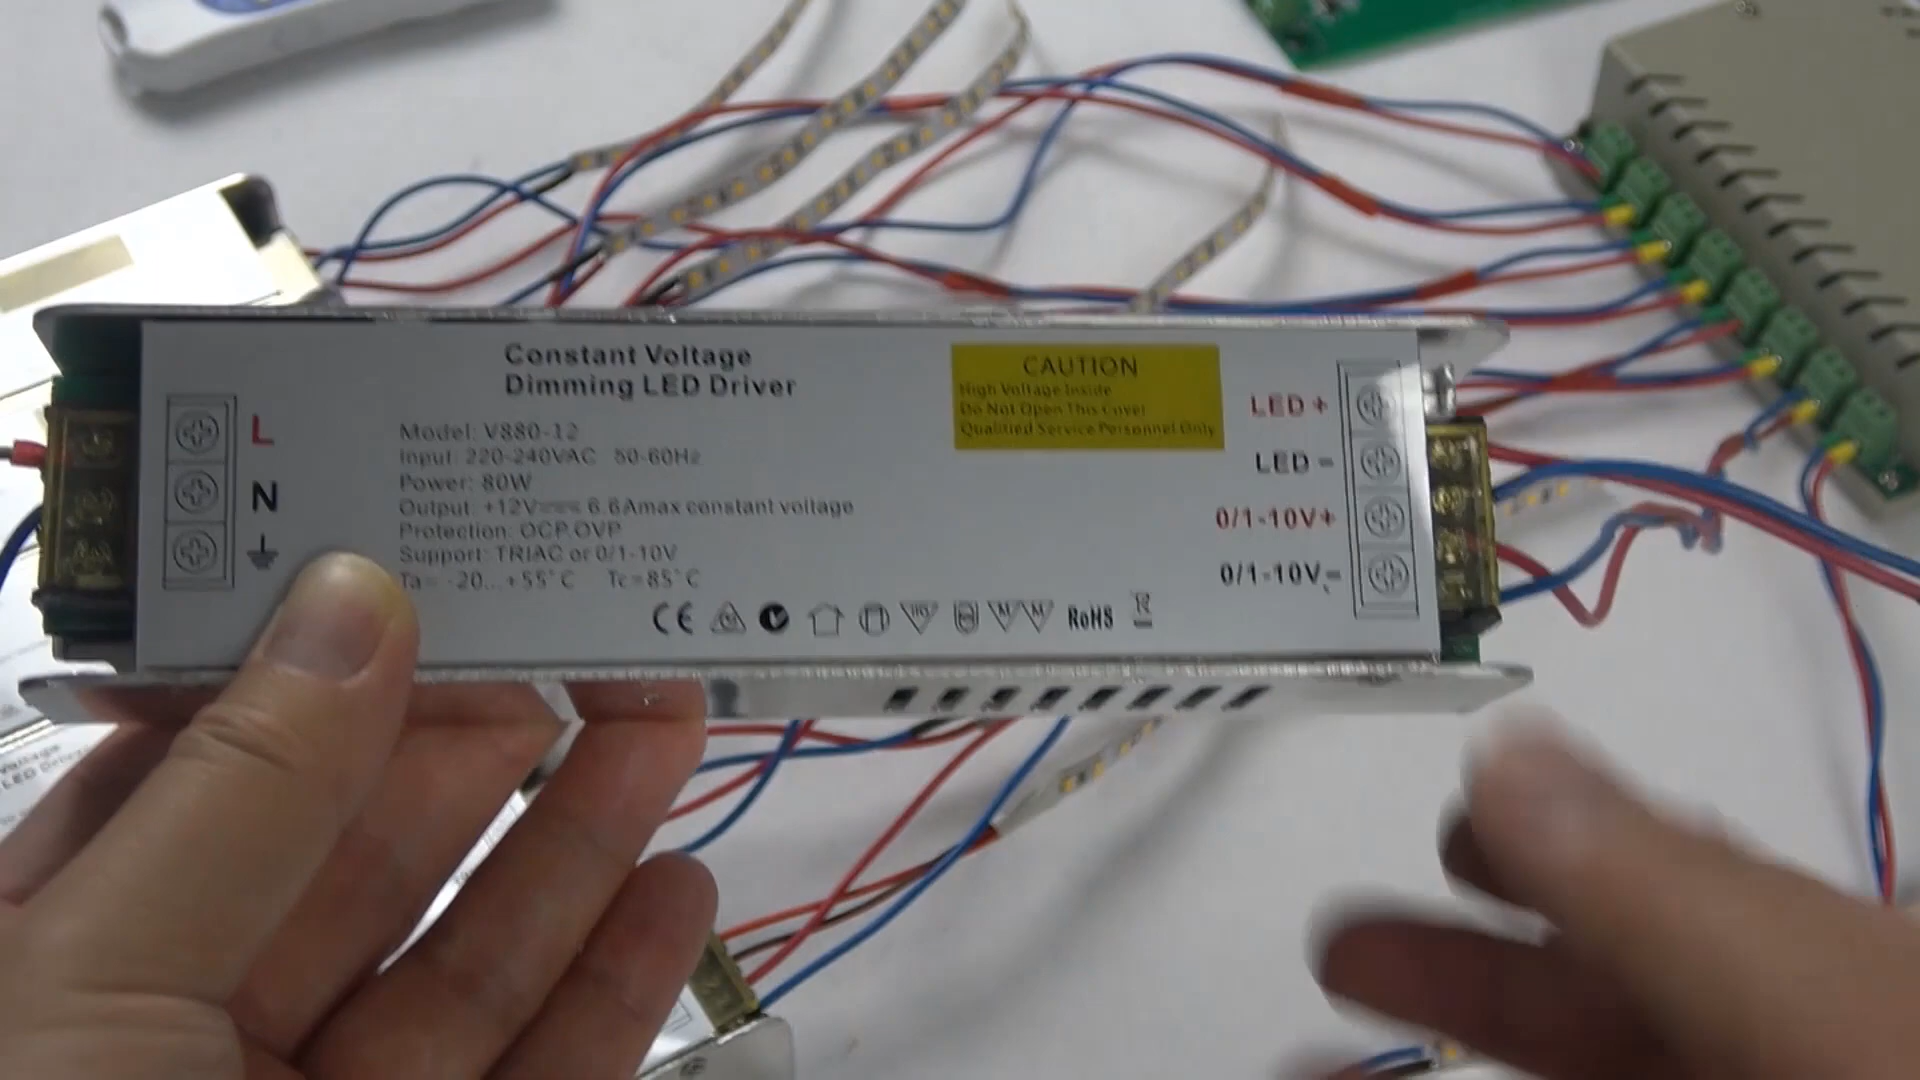 Constant Voltage
Dimming LED Driver
Model: V880-12
Input: 220-240VAC 50-60Hz
Power: 80W
Output: +12V⎓ 6.6Amax constant voltage
Protection: OCP,OVP
Support: TRIAC or 0/1-10V
Ta= -20...+55°C Tc=85°C
L
N
CAUTION
High Voltage Inside
Do Not Open This Cover
Qualified Service Personnel Only
LED +
LED -
0/1-10V+
0/1-10V-
CE
RoHS
Voltage
LED Driver